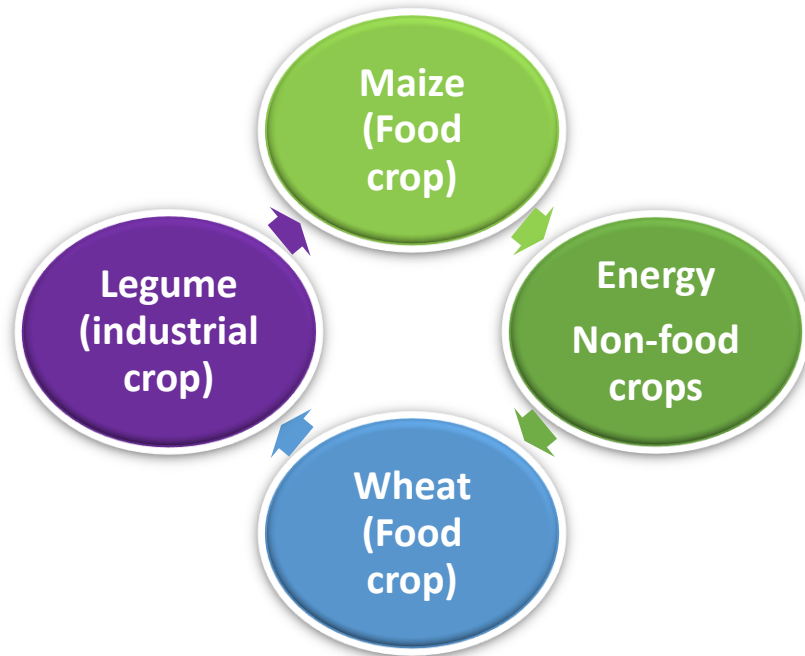 Maize
(Food
crop)
Energy
Non-food
crops
Legume
(industrial
crop)
Wheat
(Food
crop)